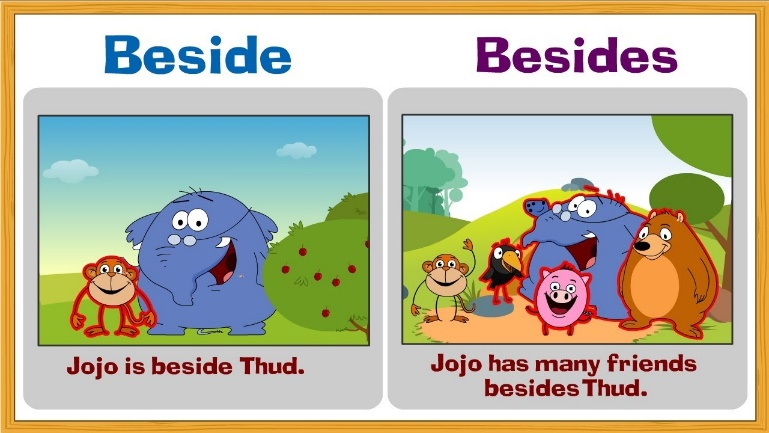 Beside
Besides
Jojo is beside Thud.
Jojo has many friends
besides Thud.